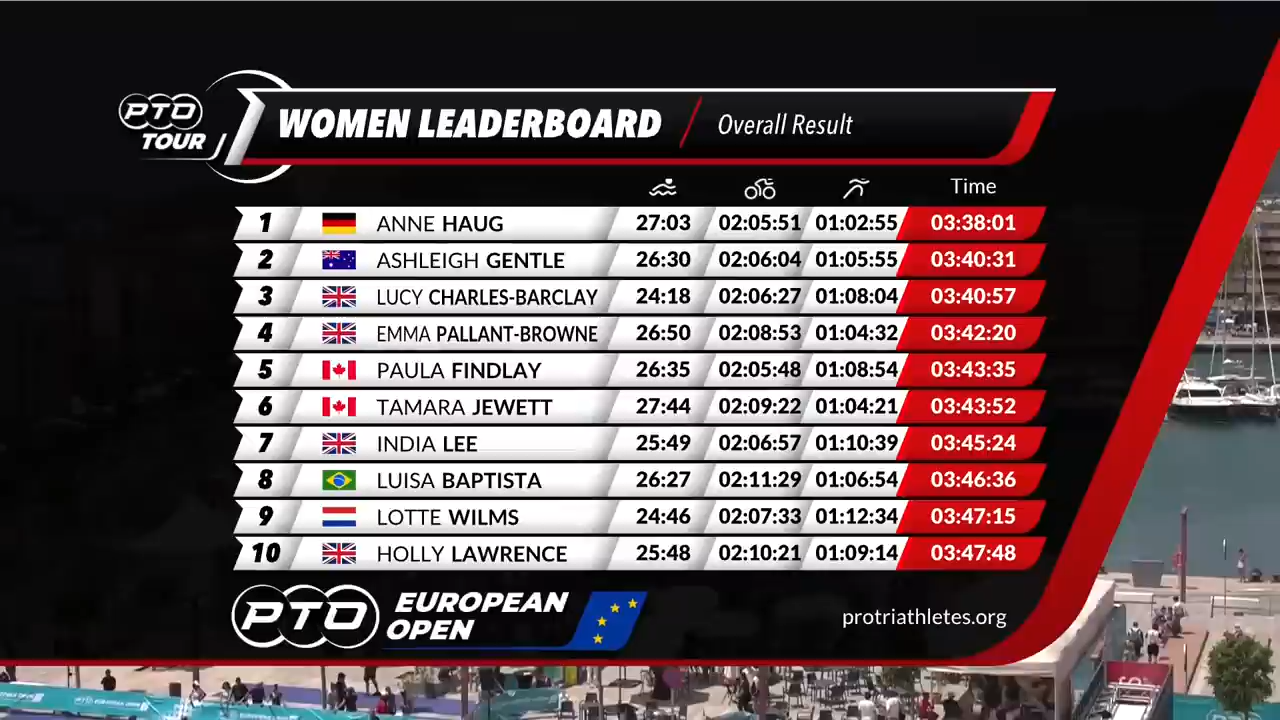 PTO
TOUR
WOMEN LEADERBOARD / Overall Result
Time
1 ANNE HAUG 27:03 02:05:51 01:02:55 03:38:01
2 ASHLEIGH GENTLE 26:30 02:06:04 01:05:55 03:40:31
3 LUCY CHARLES-BARCLAY 24:18 02:06:27 01:08:04 03:40:57
4 EMMA PALLANT-BROWNE 26:50 02:08:53 01:04:32 03:42:20
5 PAULA FINDLAY 26:35 02:05:48 01:08:54 03:43:35
6 TAMARA JEWETT 27:44 02:09:22 01:04:21 03:43:52
7 INDIA LEE 25:49 02:06:57 01:10:39 03:45:24
8 LUISA BAPTISTA 26:27 02:11:29 01:06:54 03:46:36
9 LOTTE WILMS 24:46 02:07:33 01:12:34 03:47:15
10 HOLLY LAWRENCE 25:48 02:10:21 01:09:14 03:47:48
PTO EUROPEAN
OPEN
protriathletes.org